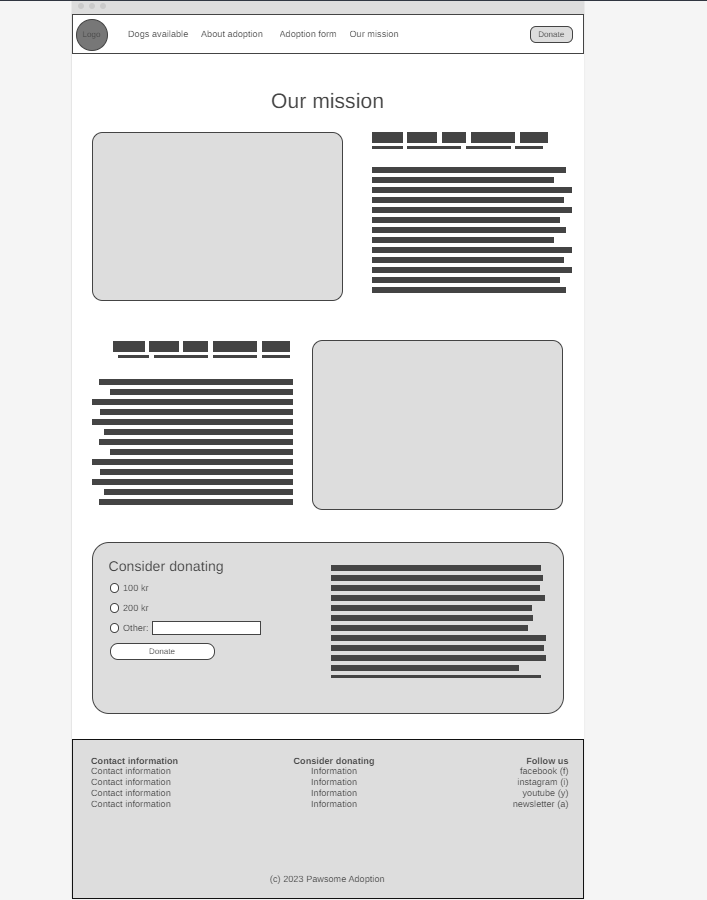 Logo
Dogs available
About adoption
Adoption form
Our mission
Donate
Our mission
Consider donating
100 kr
200 kr
Other:
Donate
Contact information
Contact information
Contact information
Contact information
Contact information
Consider donating
Information
Information
Information
Information
Follow us
facebook (f)
instagram (i)
youtube (y)
newsletter (a)
(c) 2023 Pawsome Adoption